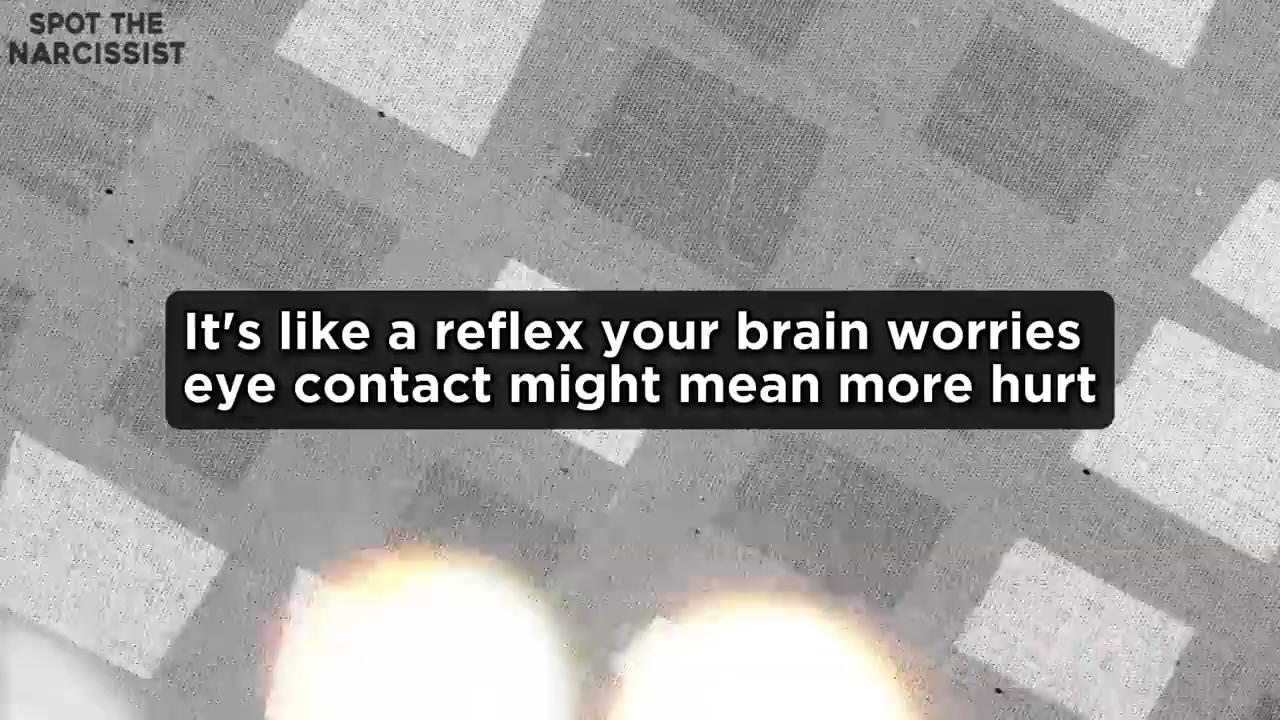 SPOT THE
NARCISSIST
It's like a reflex your brain worries
eye contact might mean more hurt